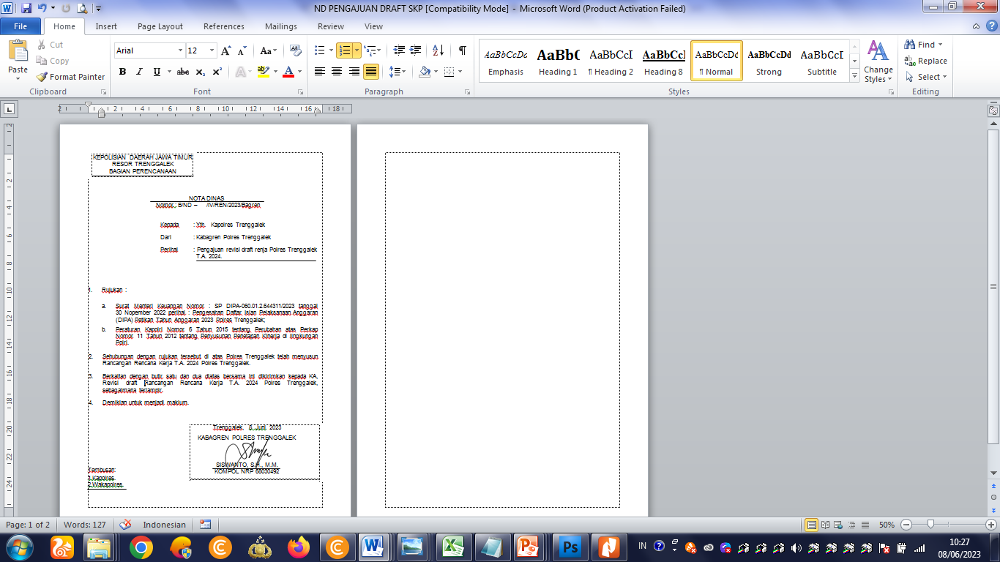 ND PENGAJUAN DRAFT SKP [Compatibility Mode] - Microsoft Word (Product Activation Failed)
File Home Insert Page Layout References Mailings Review View
Paste
Cut
Copy
Format Painter
Clipboard
Arial 12
Font
Paragraph
AaBbCcDc AaBbC AaBbCcI AaBbCcI AaBbCcDd AaBbCcDd AaBbCcI
Emphasis Heading 1 ¶ Heading 2 Heading 8 ¶ Normal Strong Subtitle
Styles
Change Styles
Find
Replace
Select
Editing
2 2 4 6 8 10 12 14 16 18
KEPOLISIAN DAERAH JAWA TIMUR
RESOR TRENGGALEK
BAGIAN PERENCANAAN
NOTA DINAS
Nomor : B/ND – /IV/REN/2023/Bagren
Kepada : Yth. Kapolres Trenggalek
Dari : Kabagren Polres Trenggalek
Perihal : Pengajuan revisi draft renja Polres Trenggalek
T.A. 2024.
1. Rujukan :
a. Surat Menteri Keuangan Nomor : SP DIPA-060.01.2.644311/2023 tanggal
30 Nopember 2022 perihal : Pengesahan Daftar Isian Pelaksanaan Anggaran
(DIPA) Petikan Tahun Anggaran 2023 Polres Trenggalek;
b. Peraturan Kapolri Nomor 6 Tahun 2015 tentang Perubahan atas Perkap
Nomor 11 Tahun 2012 tentang Penyusunan Penetapan Kinerja di lingkungan
Polri.
2. Sehubungan dengan rujukan tersebut di atas Polres Trenggalek telah menyusun
Rancangan Rencana Kerja T.A. 2024 Polres Trenggalek.
3. Berkaitan dengan butir satu dan dua diatas bersama ini dikirimkan kepada KA,
Revisi draft Rancangan Rencana Kerja T.A. 2024 Polres Trenggalek,
sebagaimana terlampir.
4. Demikian untuk menjadi maklum.
Trenggalek, 8 Juni 2023
KABAGREN POLRES TRENGGALEK
SISWANTO, S.H., M.M.
KOMPOL NRP 68030492
Tembusan:
1.Kapolres.
2.Wakapolres.
Page: 1 of 2 Words: 127 Indonesian 50%
IN 10:27
08/06/2023